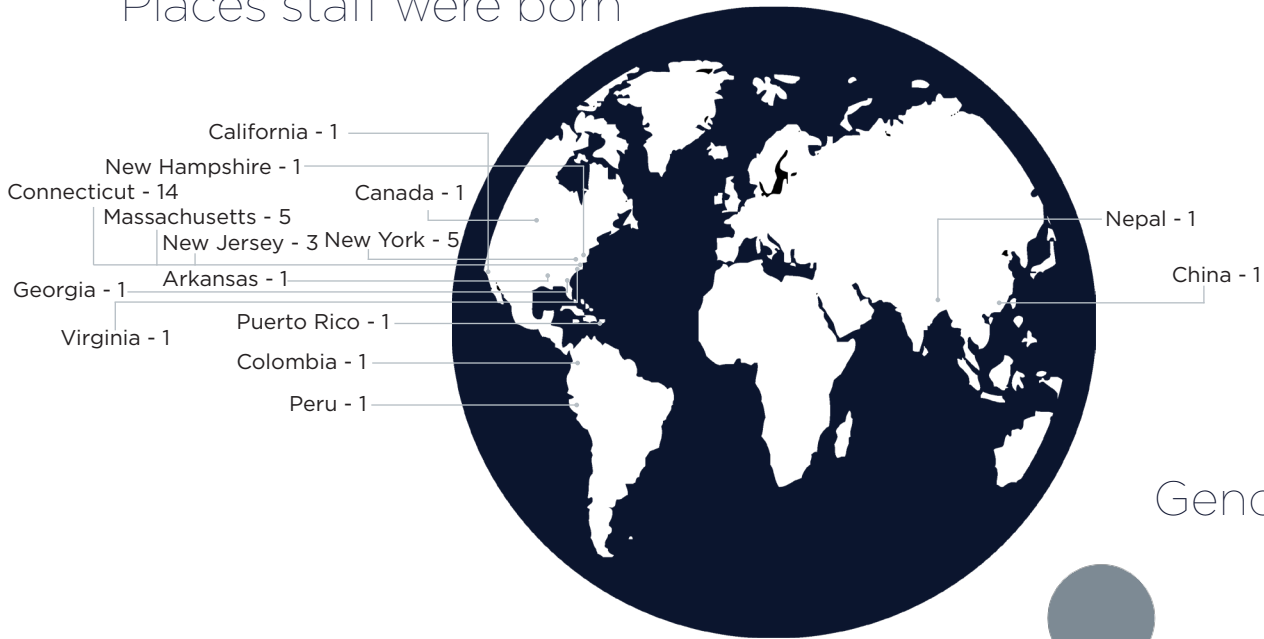 Places staff were born
California - 1
New Hampshire - 1
Connecticut - 14
Canada - 1
Massachusetts - 5
New Jersey - 3
New York - 5
Arkansas - 1
Georgia - 1
Virginia - 1
Puerto Rico - 1
Colombia - 1
Peru - 1
Nepal - 1
China - 1